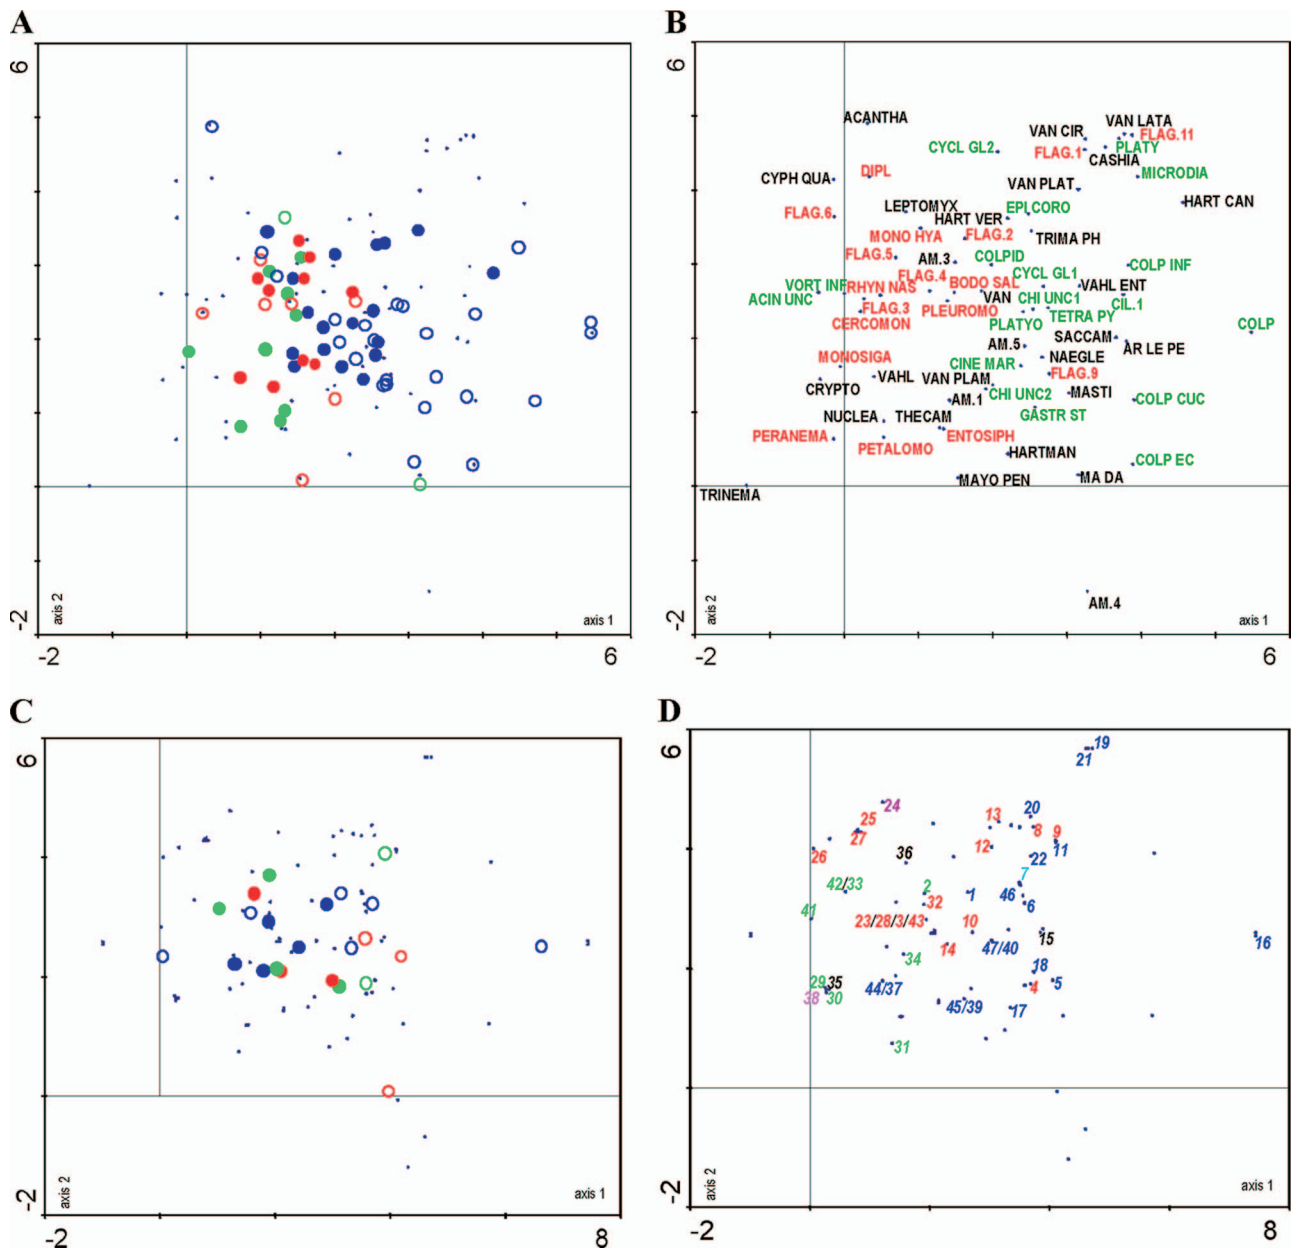 A
6
-2
axis 2
axis 1
-2
6
B
6
-2
axis 2
axis 1
-2
6
ACANTHA
VAN LATA
VAN CIR
FLAG.11
CYCL GL2
FLAG.1
PLATY
CASHIA
CYPH QUA
DIPL
MICRODIA
VAN PLAT
HART CAN
FLAG.6
LEPTOMYX
EPI CORO
HART VER
MONO HYA
FLAG.2
TRIMA PH
FLAG.5
AM.3
COLPID
COLP INF
FLAG.4
CYCL GL1
VORT INF
RHYN NAS
BODO SAL
VAHL ENT
ACIN UNC
VAN
CHI UNC1
CIL.1
FLAG.3
PLEUROMO
TETRA PY
CERCOMON
PLATYO
COLP
SACCAM
AM.5
AR LE PE
MONOSIGA
CINE MAR
NAEGLE
FLAG.9
VAHL
VAN PLAM
CRYPTO
CHI UNC2
MASTI
AM.1
COLP CUC
NUCLEA
THECAM
GASTR ST
PERANEMA
ENTOSIPH
PETALOMO
HARTMAN
COLP EC
MAYO PEN
MA DA
TRINEMA
AM.4
C
6
-2
axis 2
axis 1
-2
8
D
6
-2
axis 2
axis 1
-2
8
19
21
24
20
25
13
8
9
27
12
11
26
36
22
7
42/33
2
1
46
6
32
41
23/28/3/43
10
14
47/40
15
16
34
18
29
35
44/37
4
5
38
30
45/39
17
31